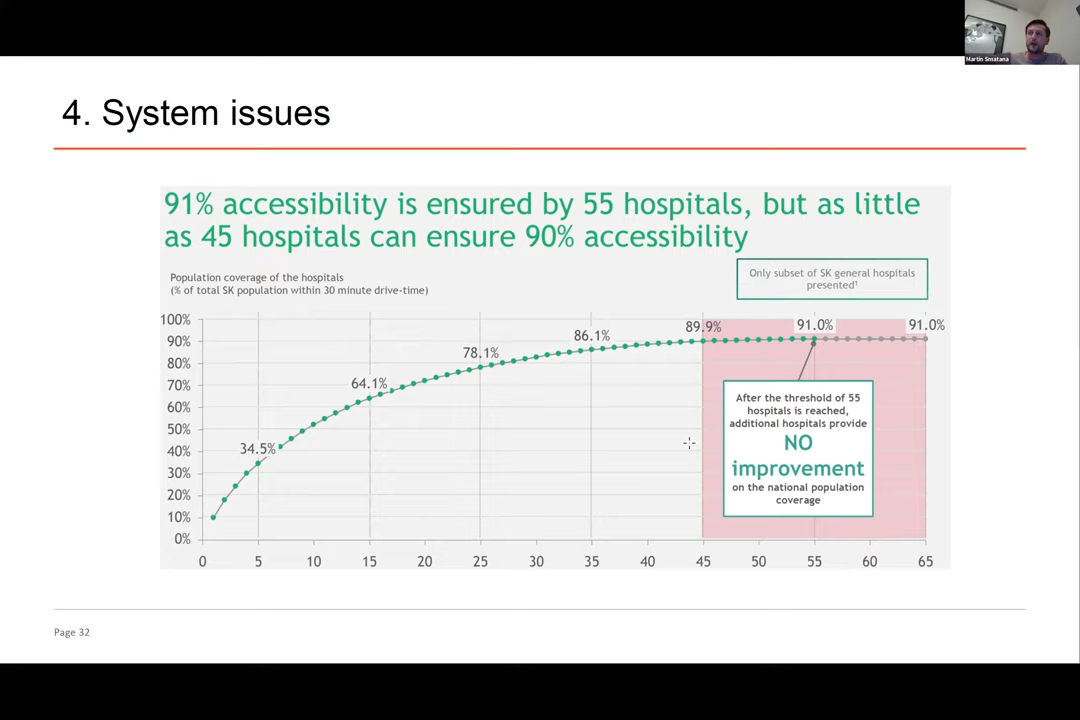 Martin Smatana
4. System issues
91% accessibility is ensured by 55 hospitals, but as little
as 45 hospitals can ensure 90% accessibility
Population coverage of the hospitals
(% of total SK population within 30 minute drive-time)
Only subset of SK general hospitals
presented¹
100%
90%
80%
70%
60%
50%
40%
30%
20%
10%
0%
34.5%
64.1%
78.1%
86.1%
89.9%
91.0%
91.0%
After the threshold of 55
hospitals is reached,
additional hospitals provide
NO
improvement
on the national population
coverage
0 5 10 15 20 25 30 35 40 45 50 55 60 65
Page 32